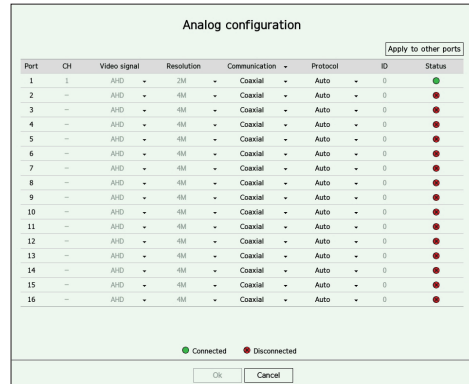 Analog configuration
Apply to other ports
Port CH Video signal Resolution Communication Protocol ID Status
1 1 AHD 2M Coaxial Auto 0
2 — AHD 4M Coaxial Auto 0
3 — AHD 4M Coaxial Auto 0
4 — AHD 4M Coaxial Auto 0
5 — AHD 4M Coaxial Auto 0
6 — AHD 4M Coaxial Auto 0
7 — AHD 4M Coaxial Auto 0
8 — AHD 4M Coaxial Auto 0
9 — AHD 4M Coaxial Auto 0
10 — AHD 4M Coaxial Auto 0
11 — AHD 4M Coaxial Auto 0
12 — AHD 4M Coaxial Auto 0
13 — AHD 4M Coaxial Auto 0
14 — AHD 4M Coaxial Auto 0
15 — AHD 4M Coaxial Auto 0
16 — AHD 4M Coaxial Auto 0
Connected Disconnected
Ok Cancel